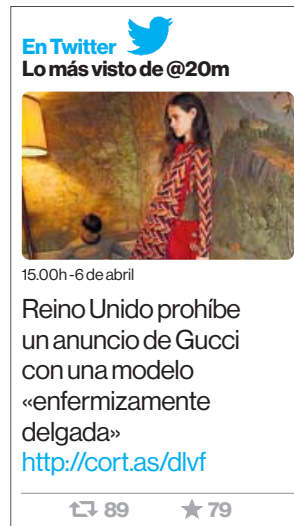 En Twitter
Lo más visto de @20m
15.00h - 6 de abril
Reino Unido prohíbe
un anuncio de Gucci
con una modelo
«enfermizamente
delgada»
http://cort.as/dlvf
89 79